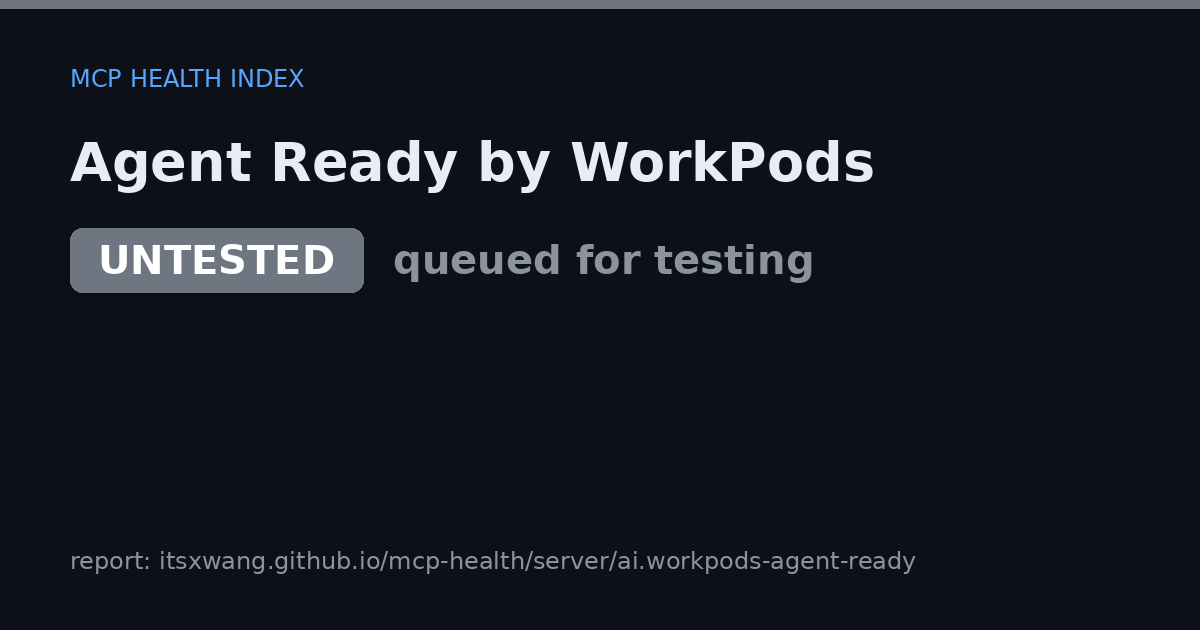 MCP HEALTH INDEX
Agent Ready by WorkPods
UNTESTED queued for testing
report: itsxwang.github.io/mcp-health/server/ai.workpods-agent-ready